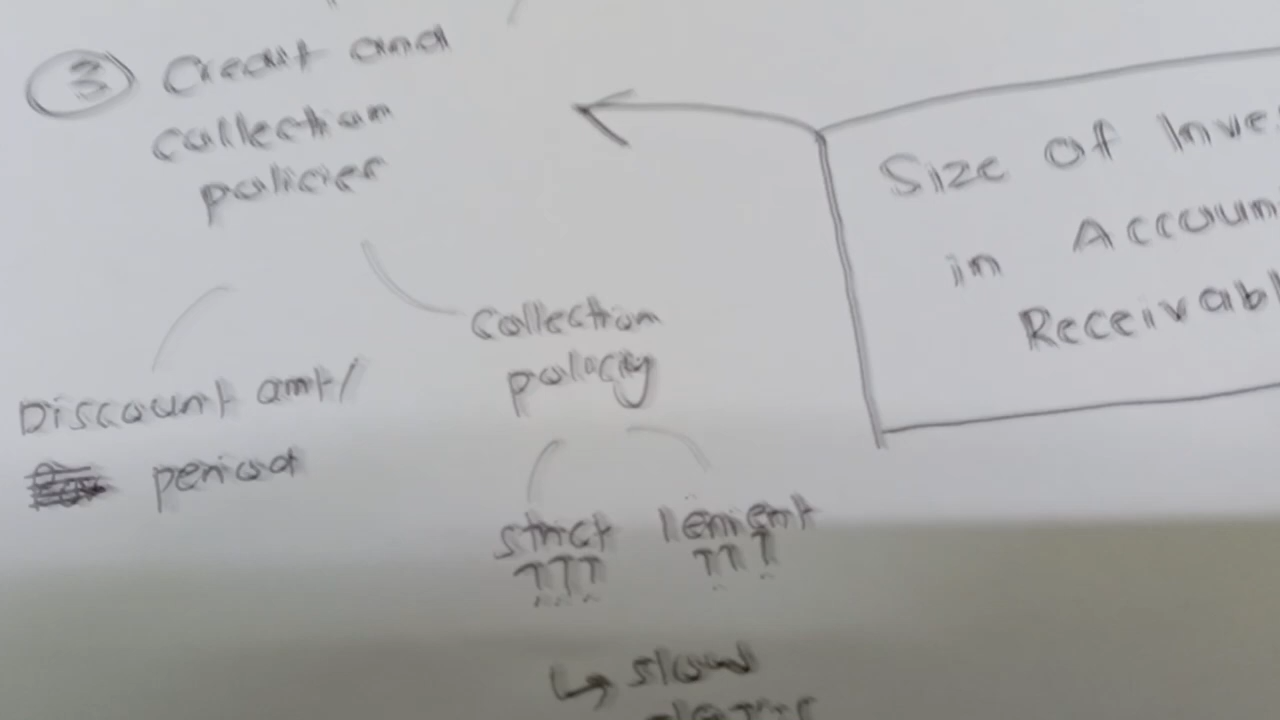 3 Credit and
collection
policies
Size of Inve
in Accoun
Receivabl
Collection
policy
Discount amt/
period
strict lenient
??? ???
↳ slow